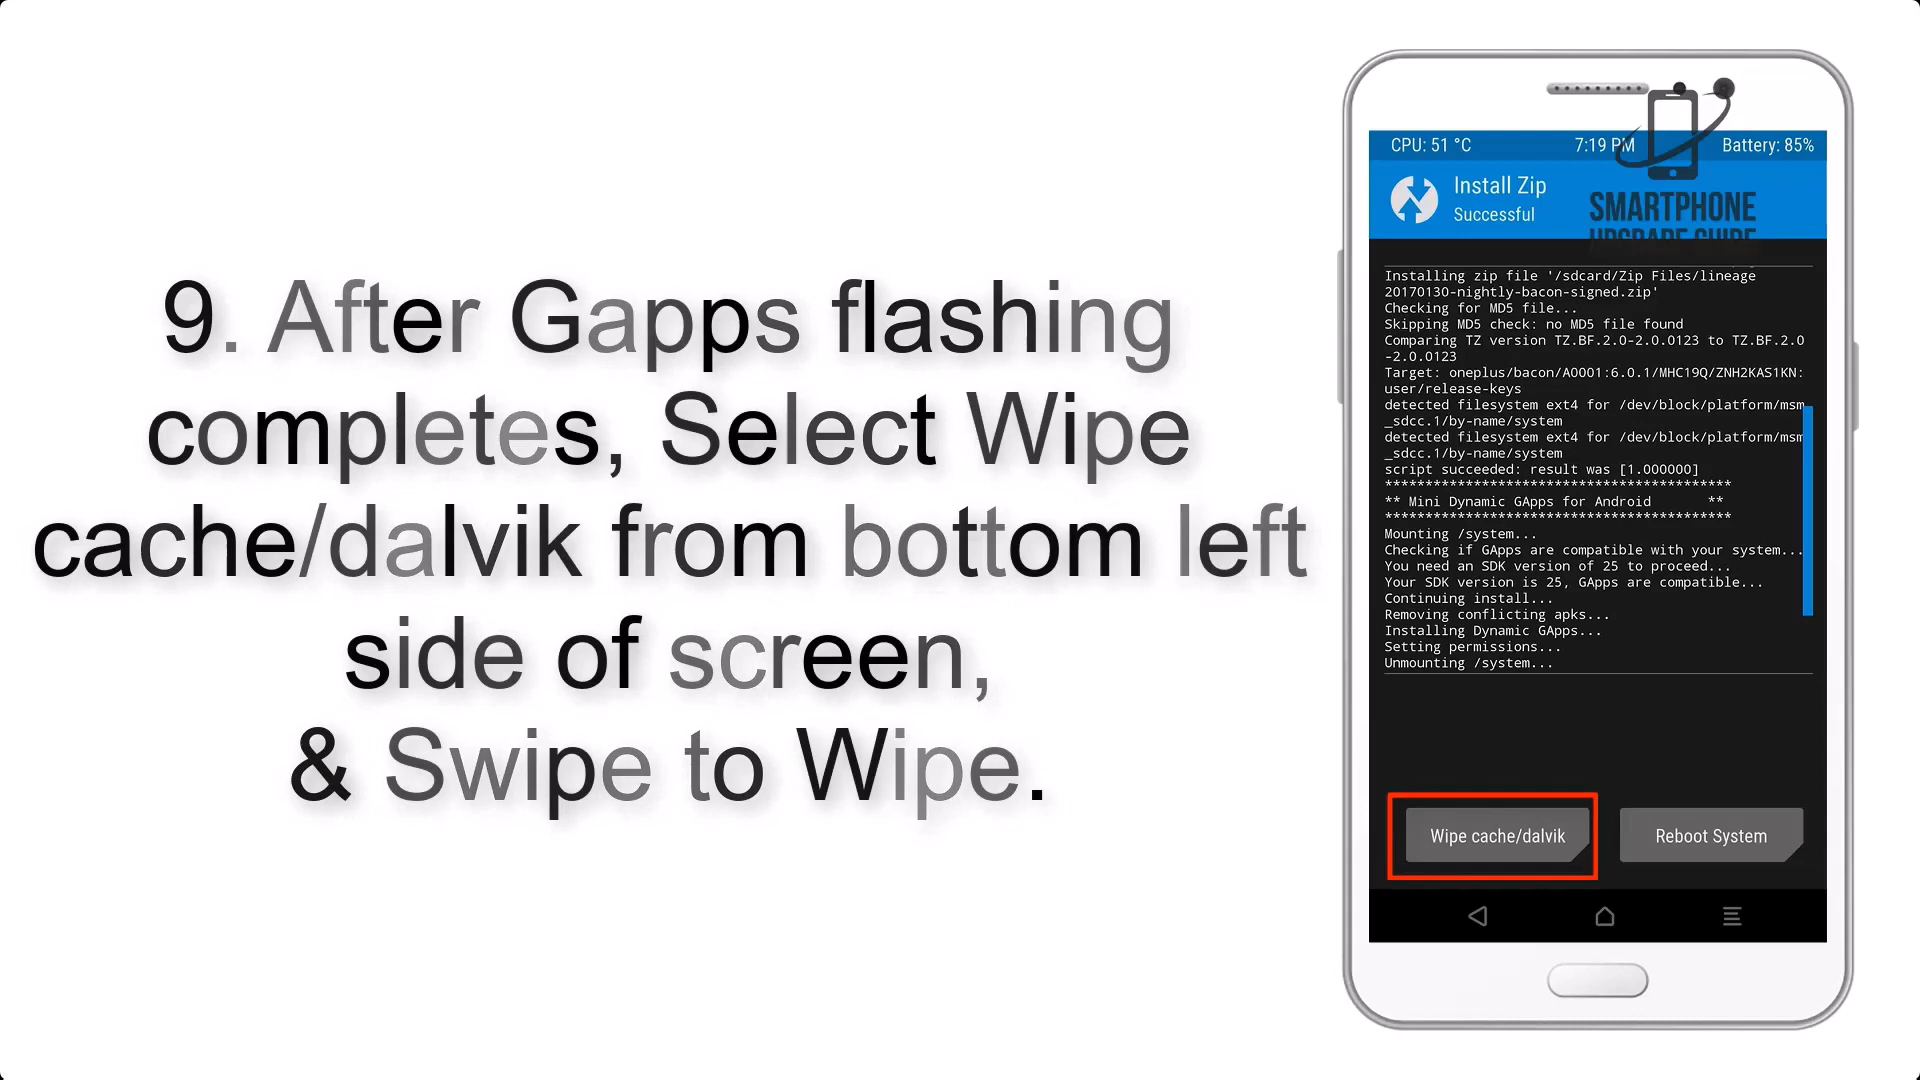 9. After Gapps flashing
completes, Select Wipe
cache/dalvik from bottom left
side of screen,
& Swipe to Wipe.
CPU: 51 °C 7:19 PM Battery: 85%
Install Zip
Successful
SMARTPHONE
UPGRADE GUIDE
Installing zip file '/sdcard/Zip Files/lineage
20170130-nightly-bacon-signed.zip'
Checking for MD5 file...
Skipping MD5 check: no MD5 file found
Comparing TZ version TZ.BF.2.0-2.0.0123 to TZ.BF.2.0
-2.0.0123
Target: oneplus/bacon/A0001:6.0.1/MHC19Q/ZNH2KAS1KN:
user/release-keys
detected filesystem ext4 for /dev/block/platform/msm
_sdcc.1/by-name/system
detected filesystem ext4 for /dev/block/platform/msm
_sdcc.1/by-name/system
script succeeded: result was [1.000000]
*******************************************
** Mini Dynamic GApps for Android **
*******************************************
Mounting /system...
Checking if GApps are compatible with your system...
You need an SDK version of 25 to proceed...
Your SDK version is 25, GApps are compatible...
Continuing install...
Removing conflicting apks...
Installing Dynamic GApps...
Setting permissions...
Unmounting /system...
Wipe cache/dalvik Reboot System